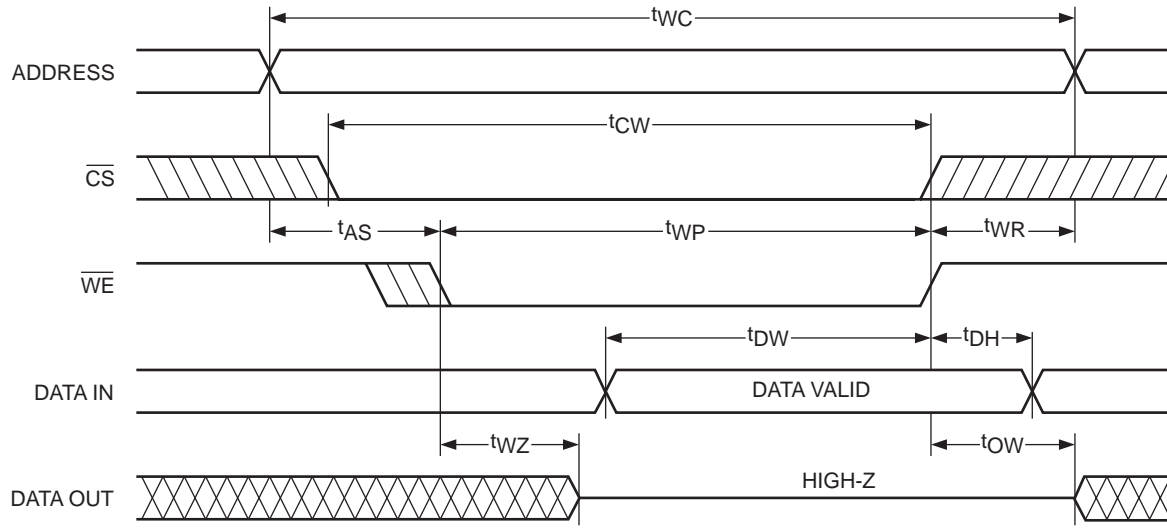 tWC
ADDRESS
tCW
CS
tAS
tWP
tWR
WE
tDW
tDH
DATA IN
DATA VALID
tWZ
tOW
DATA OUT
HIGH-Z